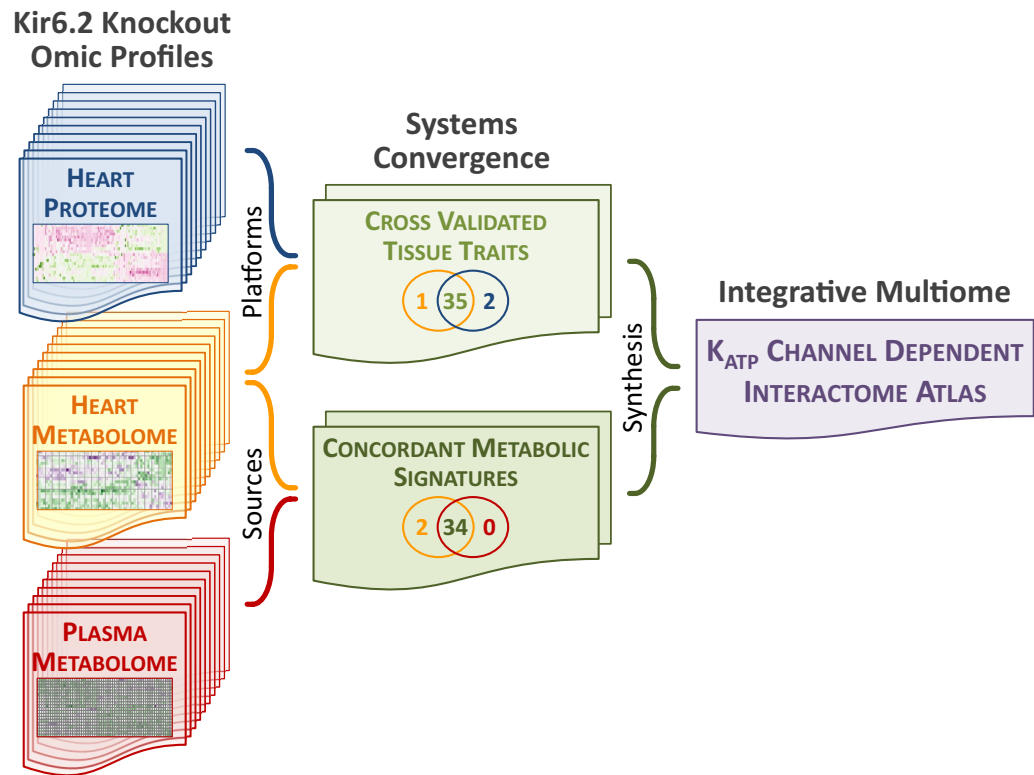 Kir6.2 Knockout
Omic Profiles
HEART
PROTEOME
HEART
METABOLOME
PLASMA
METABOLOME
Platforms
Sources
Systems
Convergence
CROSS VALIDATED
TISSUE TRAITS
1 35 2
CONCORDANT METABOLIC
SIGNATURES
2 34 0
Synthesis
Integrative Multiome
KATP CHANNEL DEPENDENT
INTERACTOME ATLAS